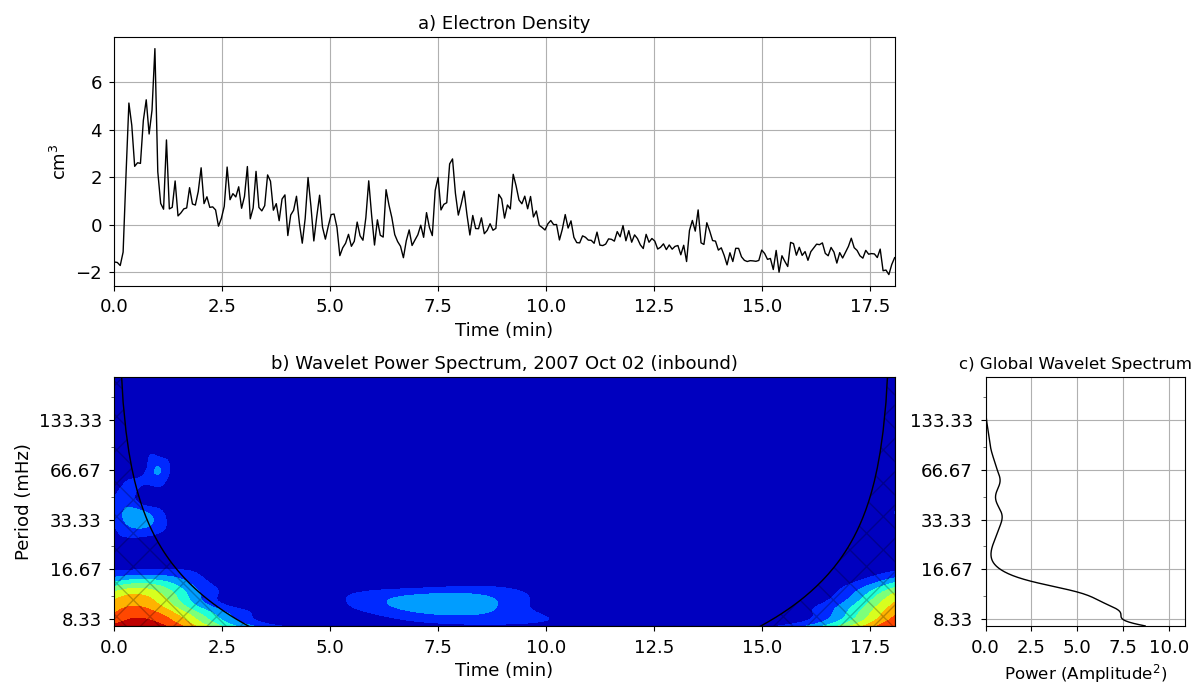 a) Electron Density
6
4
2
0
−2
cm³
0.0 2.5 5.0 7.5 10.0 12.5 15.0 17.5
Time (min)
b) Wavelet Power Spectrum, 2007 Oct 02 (inbound)
133.33
66.67
33.33
16.67
8.33
Period (mHz)
0.0 2.5 5.0 7.5 10.0 12.5 15.0 17.5
Time (min)
c) Global Wavelet Spectrum
133.33
66.67
33.33
16.67
8.33
0.0 2.5 5.0 7.5 10.0
Power (Amplitude²)